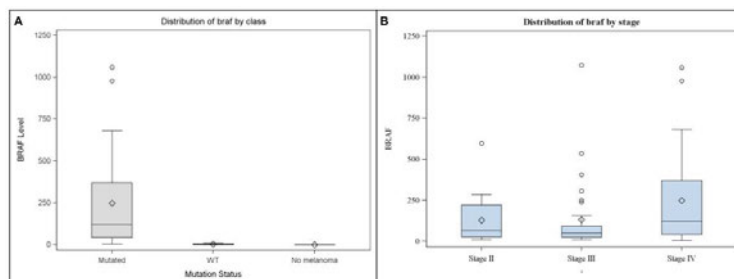 A
Distribution of braf by class
1250
1000
750
500
250
0
BRAF Level
Mutated
WT
No melanoma
Mutation Status
B
Distribution of braf by stage
1250
1000
750
500
250
0
BRAF
Stage II
Stage III
Stage IV